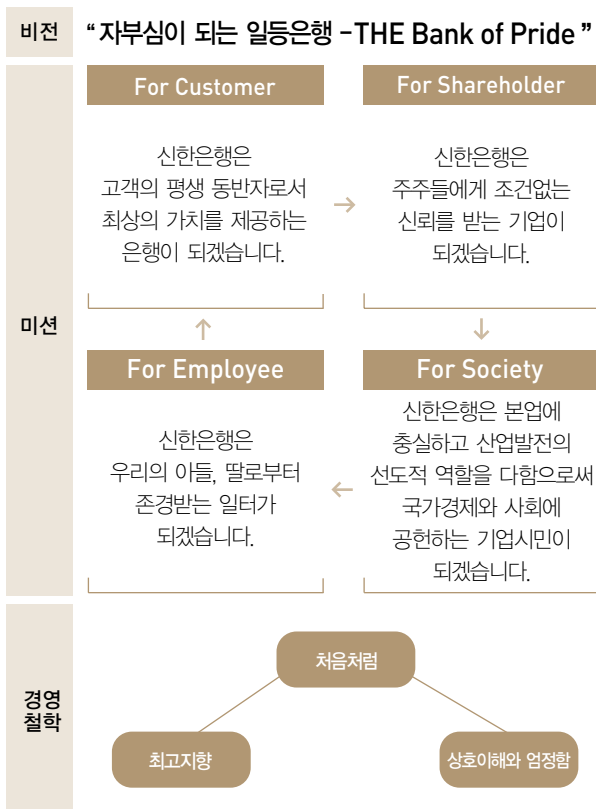 비전
“ 자부심이 되는 일등은행 –THE Bank of Pride ”
미션
For Customer
신한은행은
고객의 평생 동반자로서
최상의 가치를 제공하는
은행이 되겠습니다.
→
For Shareholder
신한은행은
주주들에게 조건없는
신뢰를 받는 기업이
되겠습니다.
↑
↓
For Employee
신한은행은
우리의 아들, 딸로부터
존경받는 일터가
되겠습니다.
←
For Society
신한은행은 본업에
충실하고 산업발전의
선도적 역할을 다함으로써
국가경제와 사회에
공헌하는 기업시민이
되겠습니다.
경영
철학
처음처럼
최고지향
상호이해와 엄정함